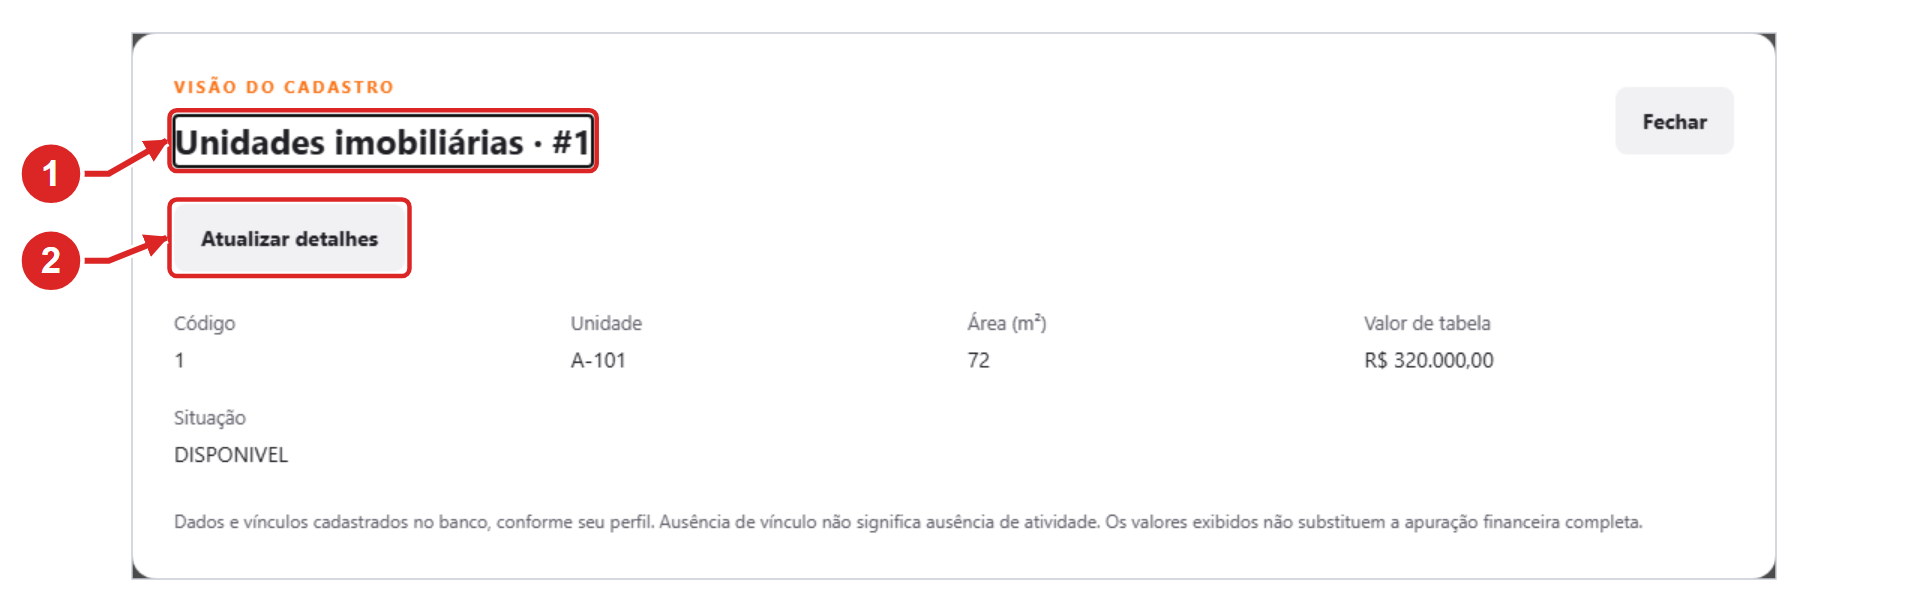 VISÃO DO CADASTRO
Unidades imobiliárias · #1
Fechar
1
Atualizar detalhes
2
Código
Unidade
Área (m²)
Valor de tabela
1
A-101
72
R$ 320.000,00
Situação
DISPONIVEL
Dados e vínculos cadastrados no banco, conforme seu perfil. Ausência de vínculo não significa ausência de atividade. Os valores exibidos não substituem a apuração financeira completa.